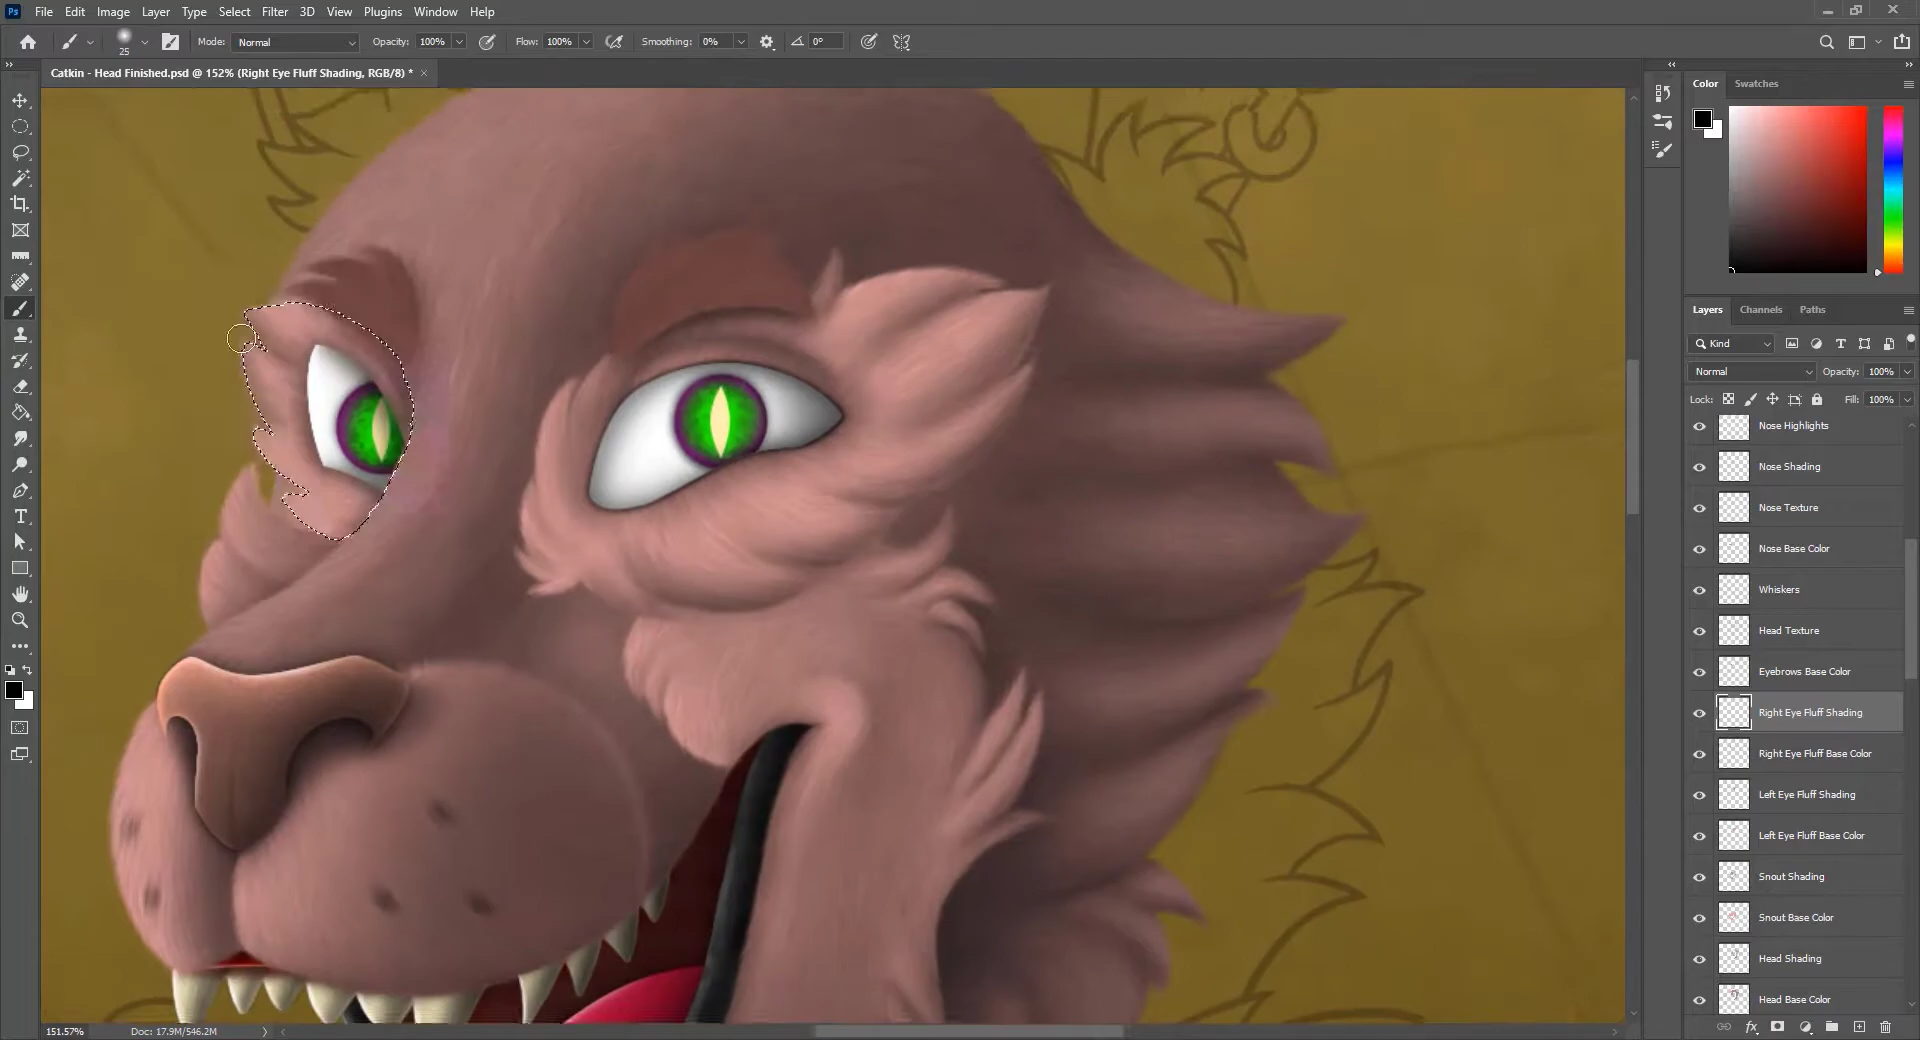 Ps File Edit Image Layer Type Select Filter 3D View Plugins Window Help
25 Mode: Normal Opacity: 100% Flow: 100% Smoothing: 0% 0°
Catkin - Head Finished.psd @ 152% (Right Eye Fluff Shading, RGB/8) *
Color Swatches
Layers Channels Paths
Kind
Normal Opacity: 100%
Lock: Fill: 100%
Nose Highlights
Nose Shading
Nose Texture
Nose Base Color
Whiskers
Head Texture
Eyebrows Base Color
Right Eye Fluff Shading
Right Eye Fluff Base Color
Left Eye Fluff Shading
Left Eye Fluff Base Color
Snout Shading
Snout Base Color
Head Shading
Head Base Color
151.57% Doc: 17.9M/546.2M